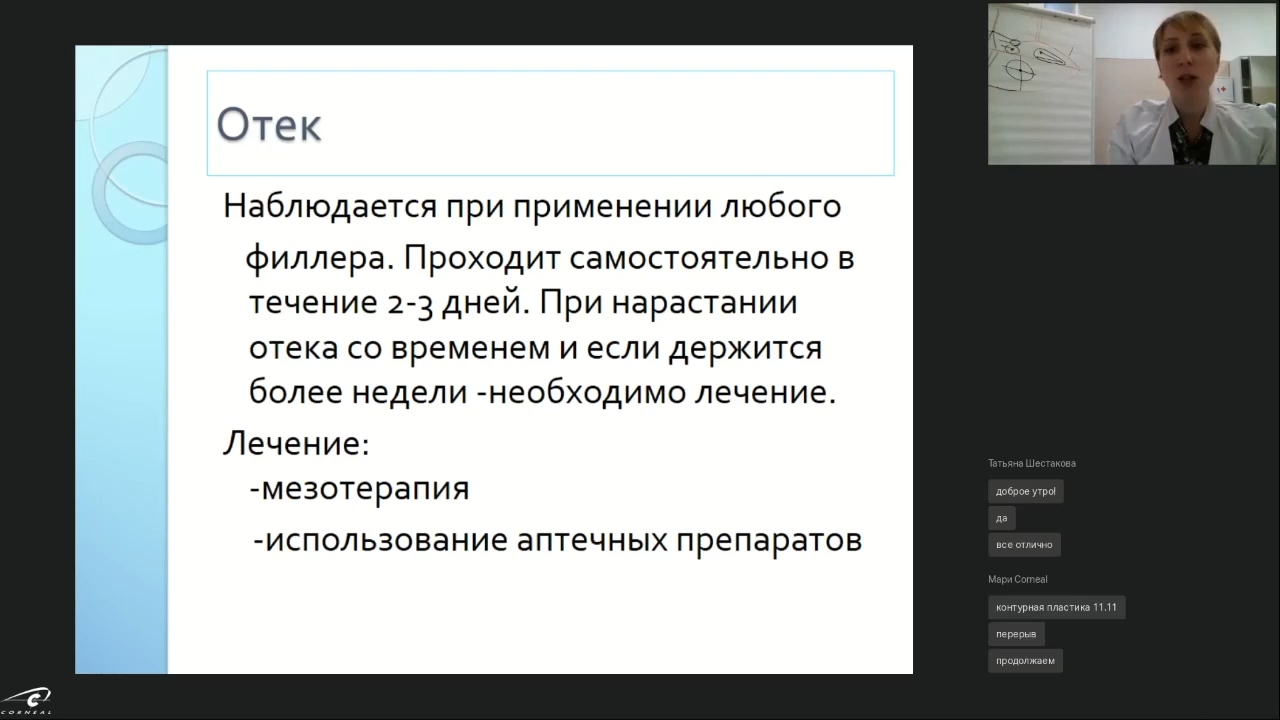 Отек
Наблюдается при применении любого
филлера. Проходит самостоятельно в
течение 2-3 дней. При нарастании
отека со временем и если держится
более недели -необходимо лечение.
Лечение:
-мезотерапия
-использование аптечных препаратов
Татьяна Шестакова
доброе утро!
да
все отлично
Мари Corneal
контурная пластика 11.11
перерыв
продолжаем
CORNEAL